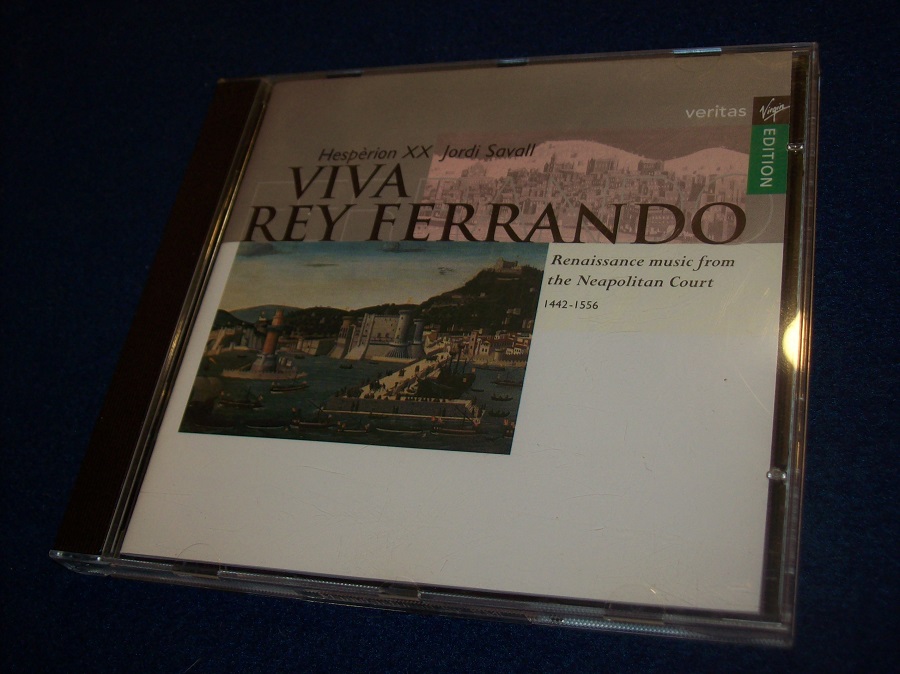 veritas
Virgin
EDITION
Hespèrion XX Jordi Savall
VIVA
REY FERRANDO
Renaissance music from
the Neapolitan Court
1442-1556